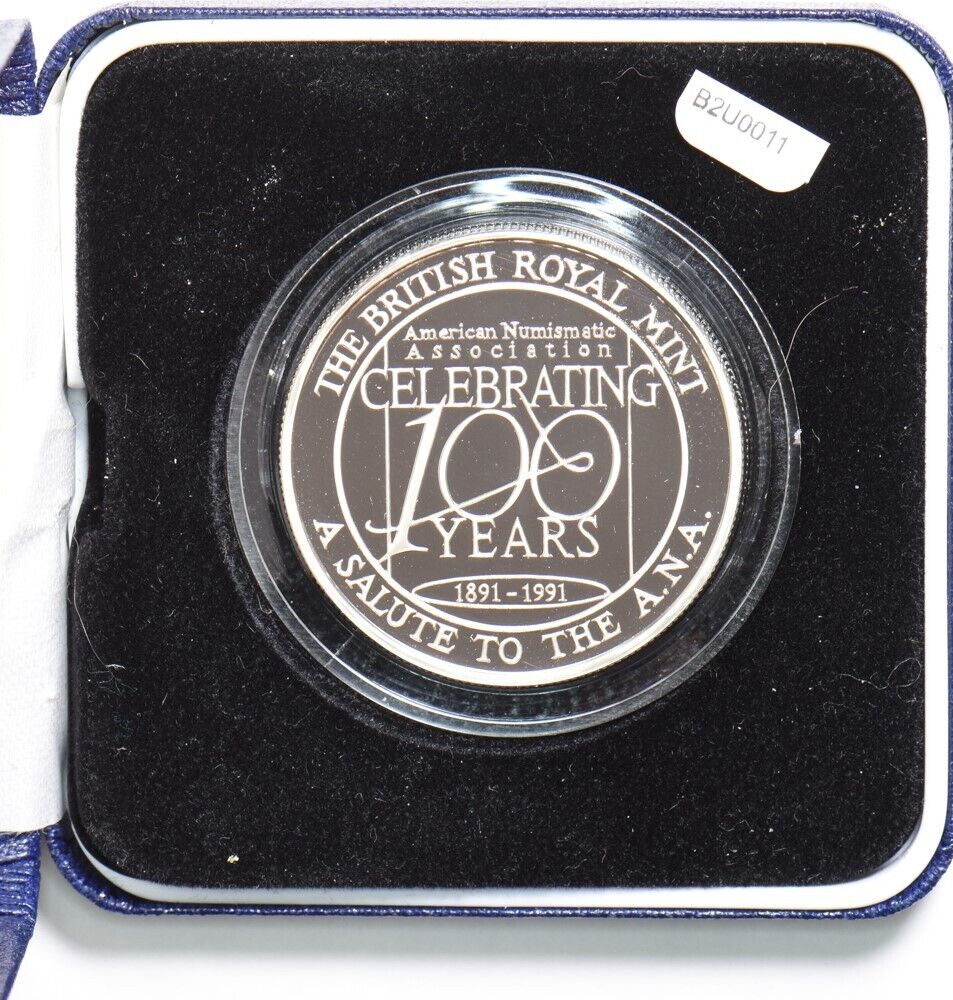 B2U0011
THE BRITISH ROYAL MINT
American Numismatic
Association
CELEBRATING
100
YEARS
1891-1991
A SALUTE TO THE A.N.A.